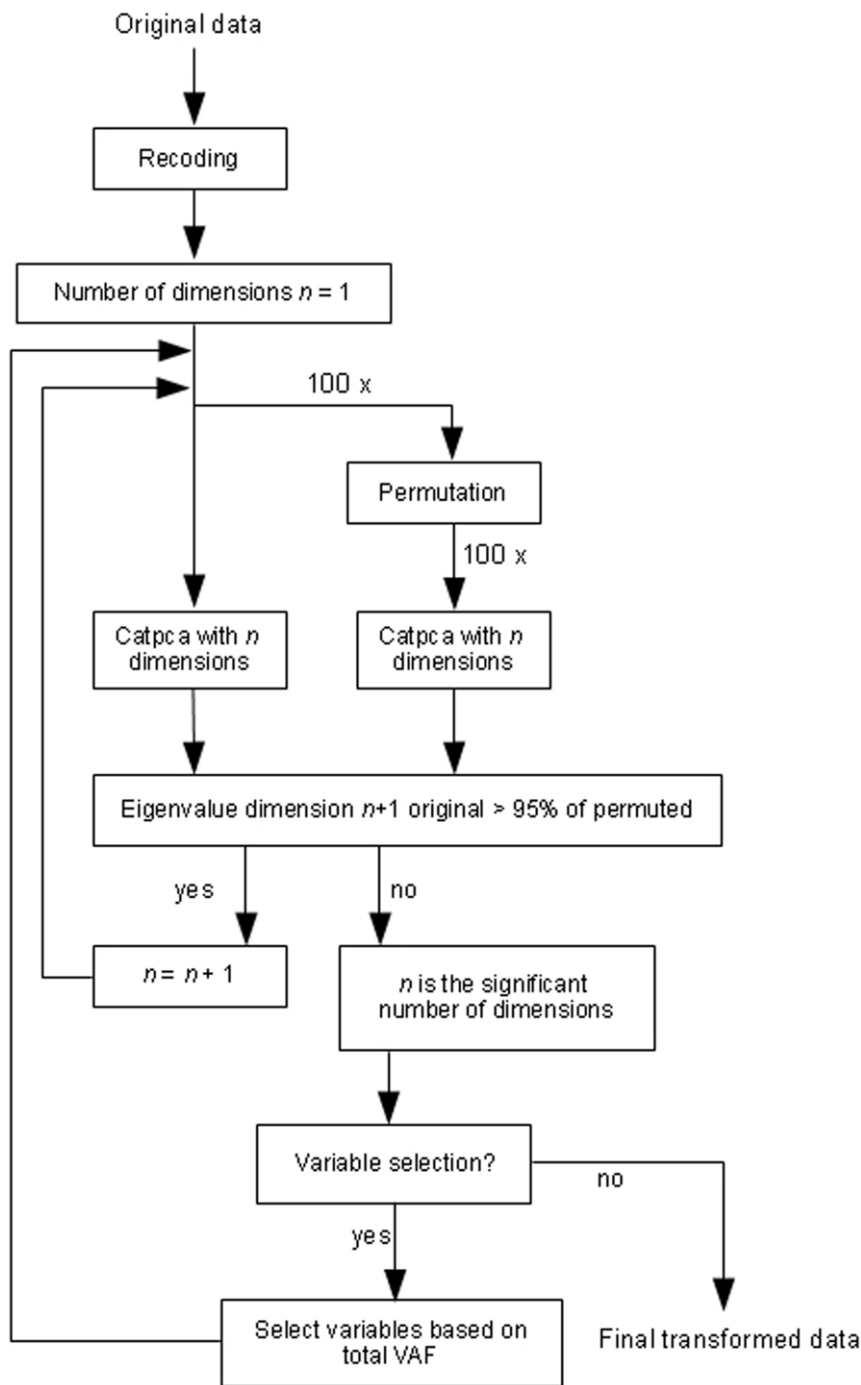 Original data
Recoding
Number of dimensions n = 1
100 x
Permutation
100 x
Catpca with n
dimensions
Catpca with n
dimensions
Eigenvalue dimension n+1 original > 95% of permuted
yes
no
n = n + 1
n is the significant
number of dimensions
Variable selection?
no
yes
Select variables based on
total VAF
Final transformed data